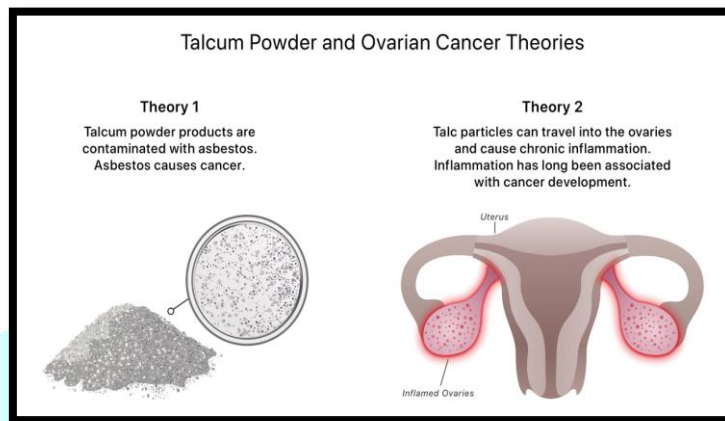 Talcum Powder and Ovarian Cancer Theories
Theory 1
Talcum powder products are
contaminated with asbestos.
Asbestos causes cancer.
Theory 2
Talc particles can travel into the ovaries
and cause chronic inflammation.
Inflammation has long been associated
with cancer development.
Uterus
Inflamed Ovaries